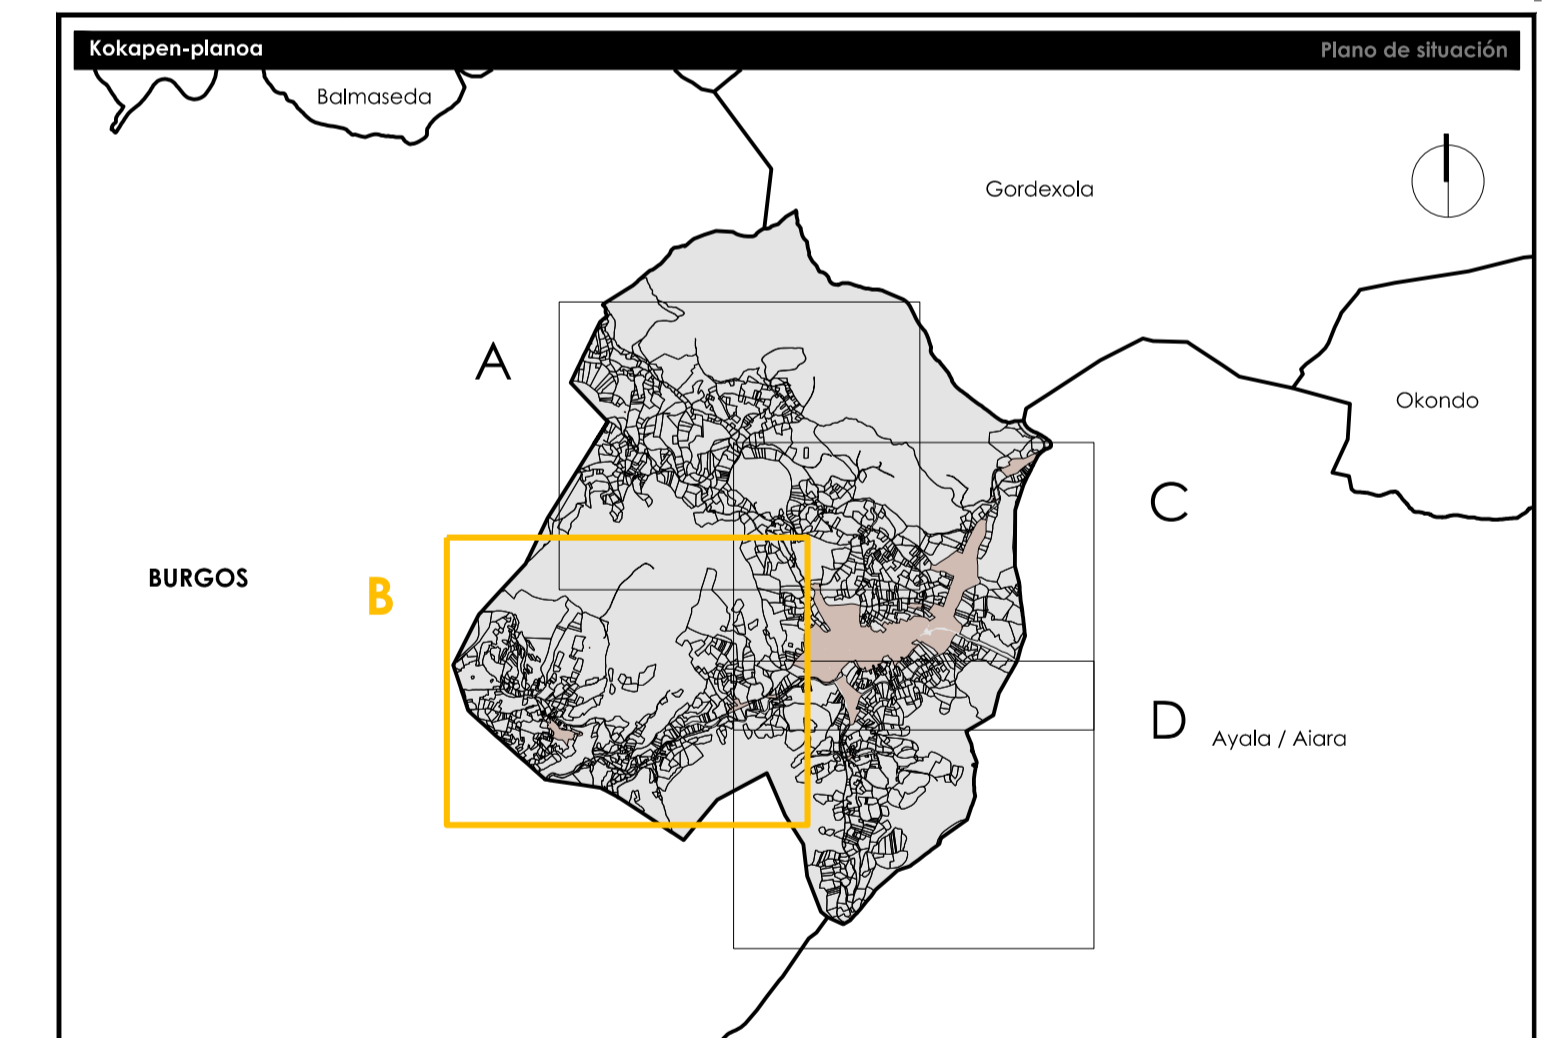 Kokapen-planoa
Plano de situación
Balmaseda
Gordexola
A
Okondo
C
BURGOS
B
D
Ayala / Aiara